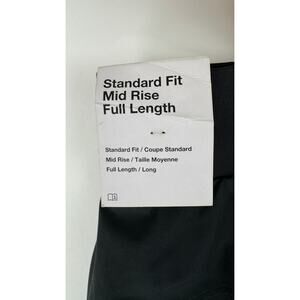 Standard Fit
Mid Rise
Full Length
Standard Fit / Coupe Standard
Mid Rise / Taille Moyenne
Full Length / Long